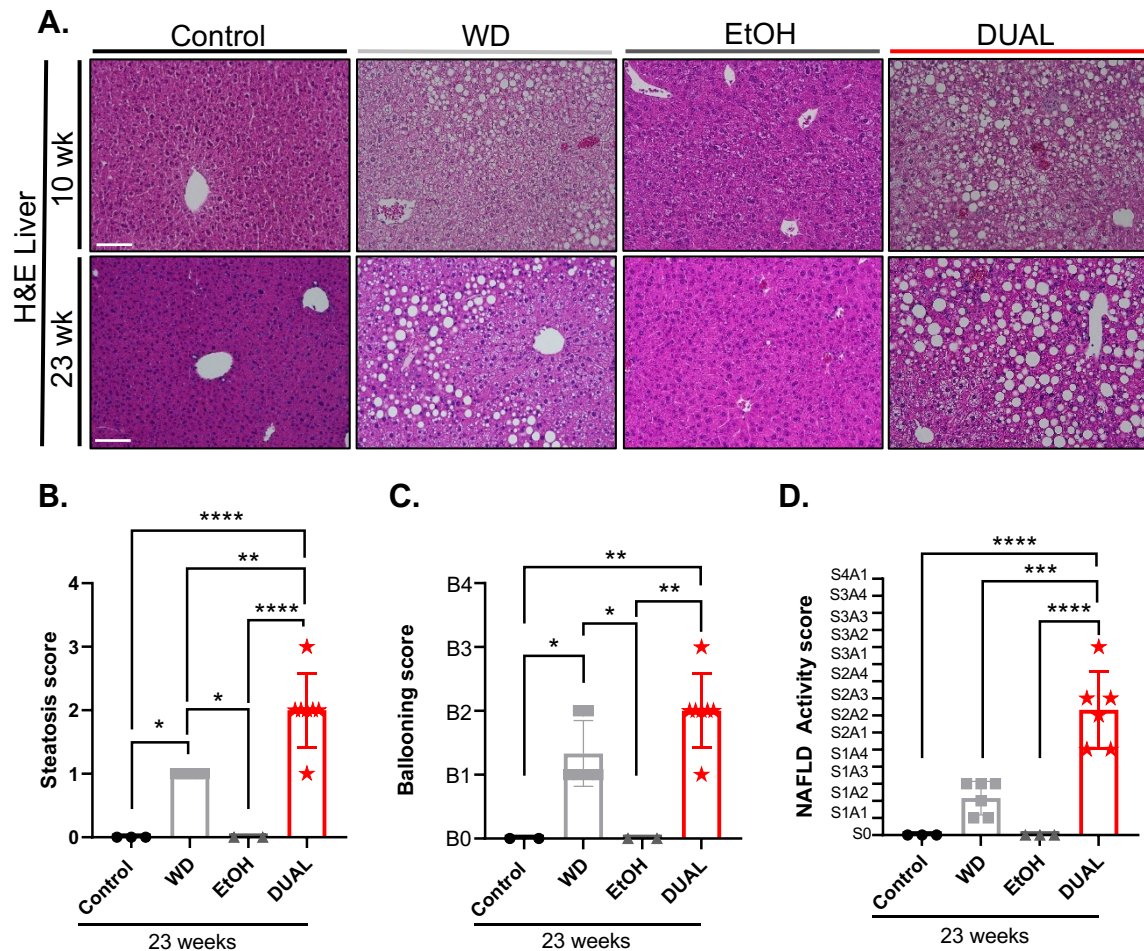 A.
Control WD EtOH DUAL
H&E Liver
10 wk
23 wk
B.
Steatosis score
4
3
2
1
0
****
**
****
*
*
Control WD EtOH DUAL
23 weeks
C.
Ballooning score
B4
B3
B2
B1
B0
**
**
*
*
Control WD EtOH DUAL
23 weeks
D.
NAFLD Activity score
S4A1
S3A4
S3A3
S3A2
S3A1
S2A4
S2A3
S2A2
S2A1
S1A4
S1A3
S1A2
S1A1
S0
****
***
****
Control WD EtOH DUAL
23 weeks